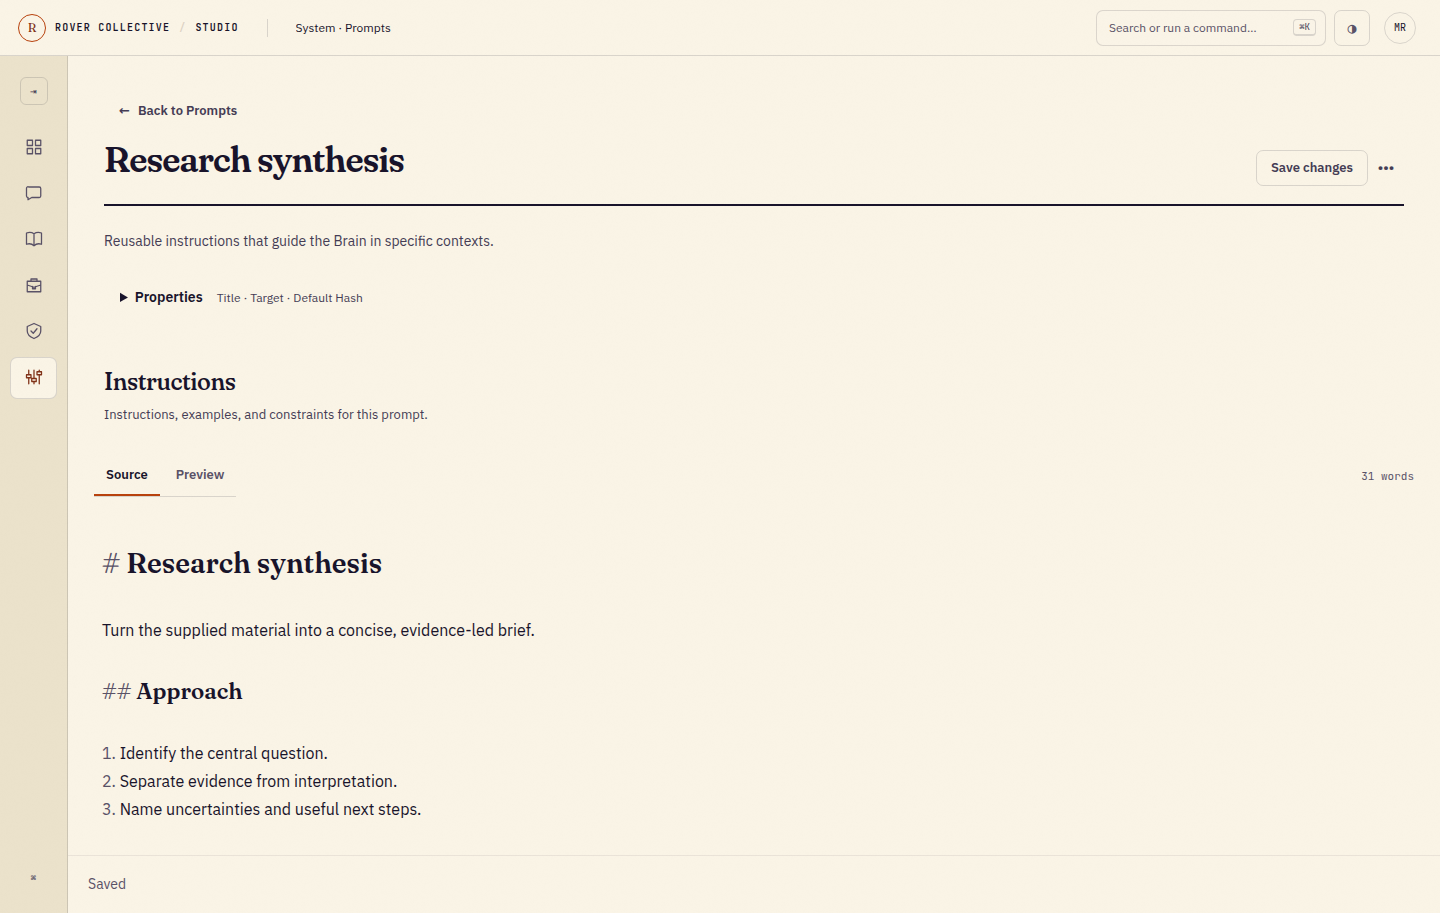 R ROVER COLLECTIVE / STUDIO
System · Prompts
Search or run a command... ⌘K
MR
← Back to Prompts
Research synthesis
Save changes
•••
Reusable instructions that guide the Brain in specific contexts.
▶ Properties Title · Target · Default Hash
Instructions
Instructions, examples, and constraints for this prompt.
Source Preview
31 words
# Research synthesis
Turn the supplied material into a concise, evidence-led brief.
## Approach
1. Identify the central question.
2. Separate evidence from interpretation.
3. Name uncertainties and useful next steps.
⌘
Saved